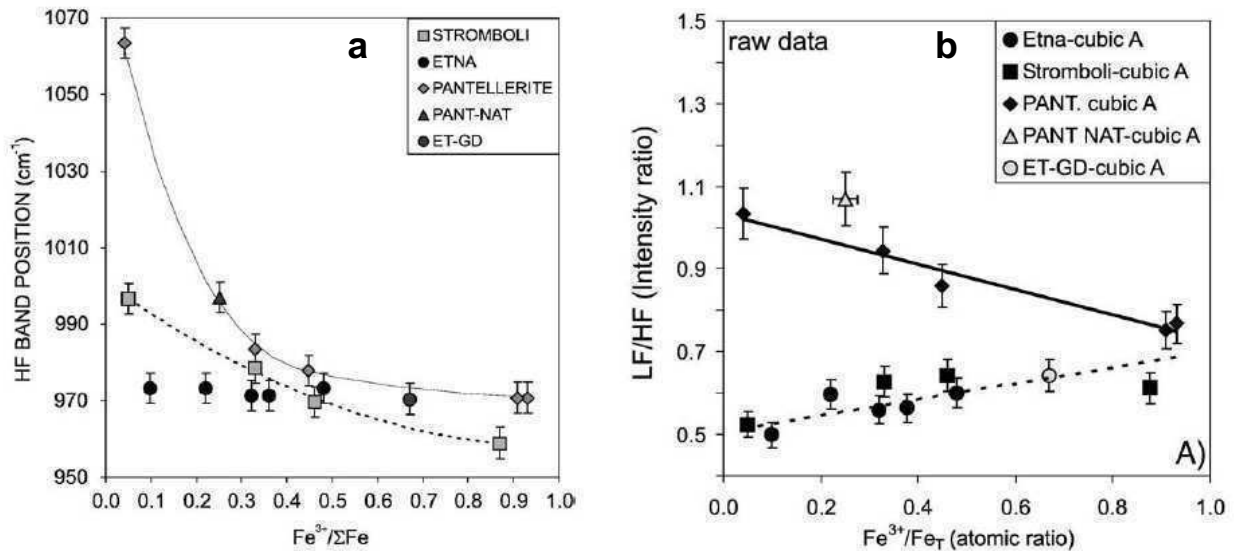 a
STROMBOLI
ETNA
PANTELLERITE
PANT-NAT
ET-GD
HF BAND POSITION (cm⁻¹)
1070
1050
1030
1010
990
970
950
0.0 0.1 0.2 0.3 0.4 0.5 0.6 0.7 0.8 0.9 1.0
Fe³⁺/ΣFe
b
raw data
Etna-cubic A
Stromboli-cubic A
PANT. cubic A
PANT NAT-cubic A
ET-GD-cubic A
LF/HF (Intensity ratio)
1.5
1.3
1.1
0.9
0.7
0.5
A)
0.0 0.2 0.4 0.6 0.8 1.0
Fe³⁺/Fe_T (atomic ratio)